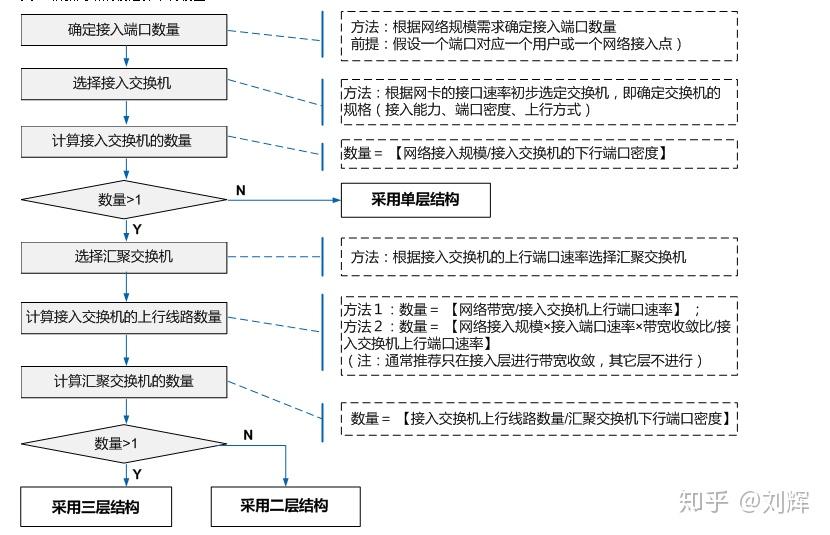 确定接入端口数量
方法：根据网络规模需求确定接入端口数量
前提：假设一个端口对应一个用户或一个网络接入点）
选择接入交换机
方法：根据网卡的接口速率初步选定交换机，即确定交换机的
规格（接入能力、端口密度、上行方式）
计算接入交换机的数量
数量＝ 【网络接入规模/接入交换机的下行端口密度】
数量>1
N
采用单层结构
Y
选择汇聚交换机
方法：根据接入交换机的上行端口速率选择汇聚交换机
计算接入交换机的上行线路数量
方法１：数量＝ 【网络带宽/接入交换机上行端口速率】 ；
方法２：数量＝ 【网络接入规模×接入端口速率×带宽收敛比/接
入交换机上行端口速率】
（注：通常推荐只在接入层进行带宽收敛，其它层不进行）
计算汇聚交换机的数量
数量＝ 【接入交换机上行线路数量/汇聚交换机下行端口密度】
数量>1
N
Y
采用三层结构
采用二层结构
知乎 @刘辉